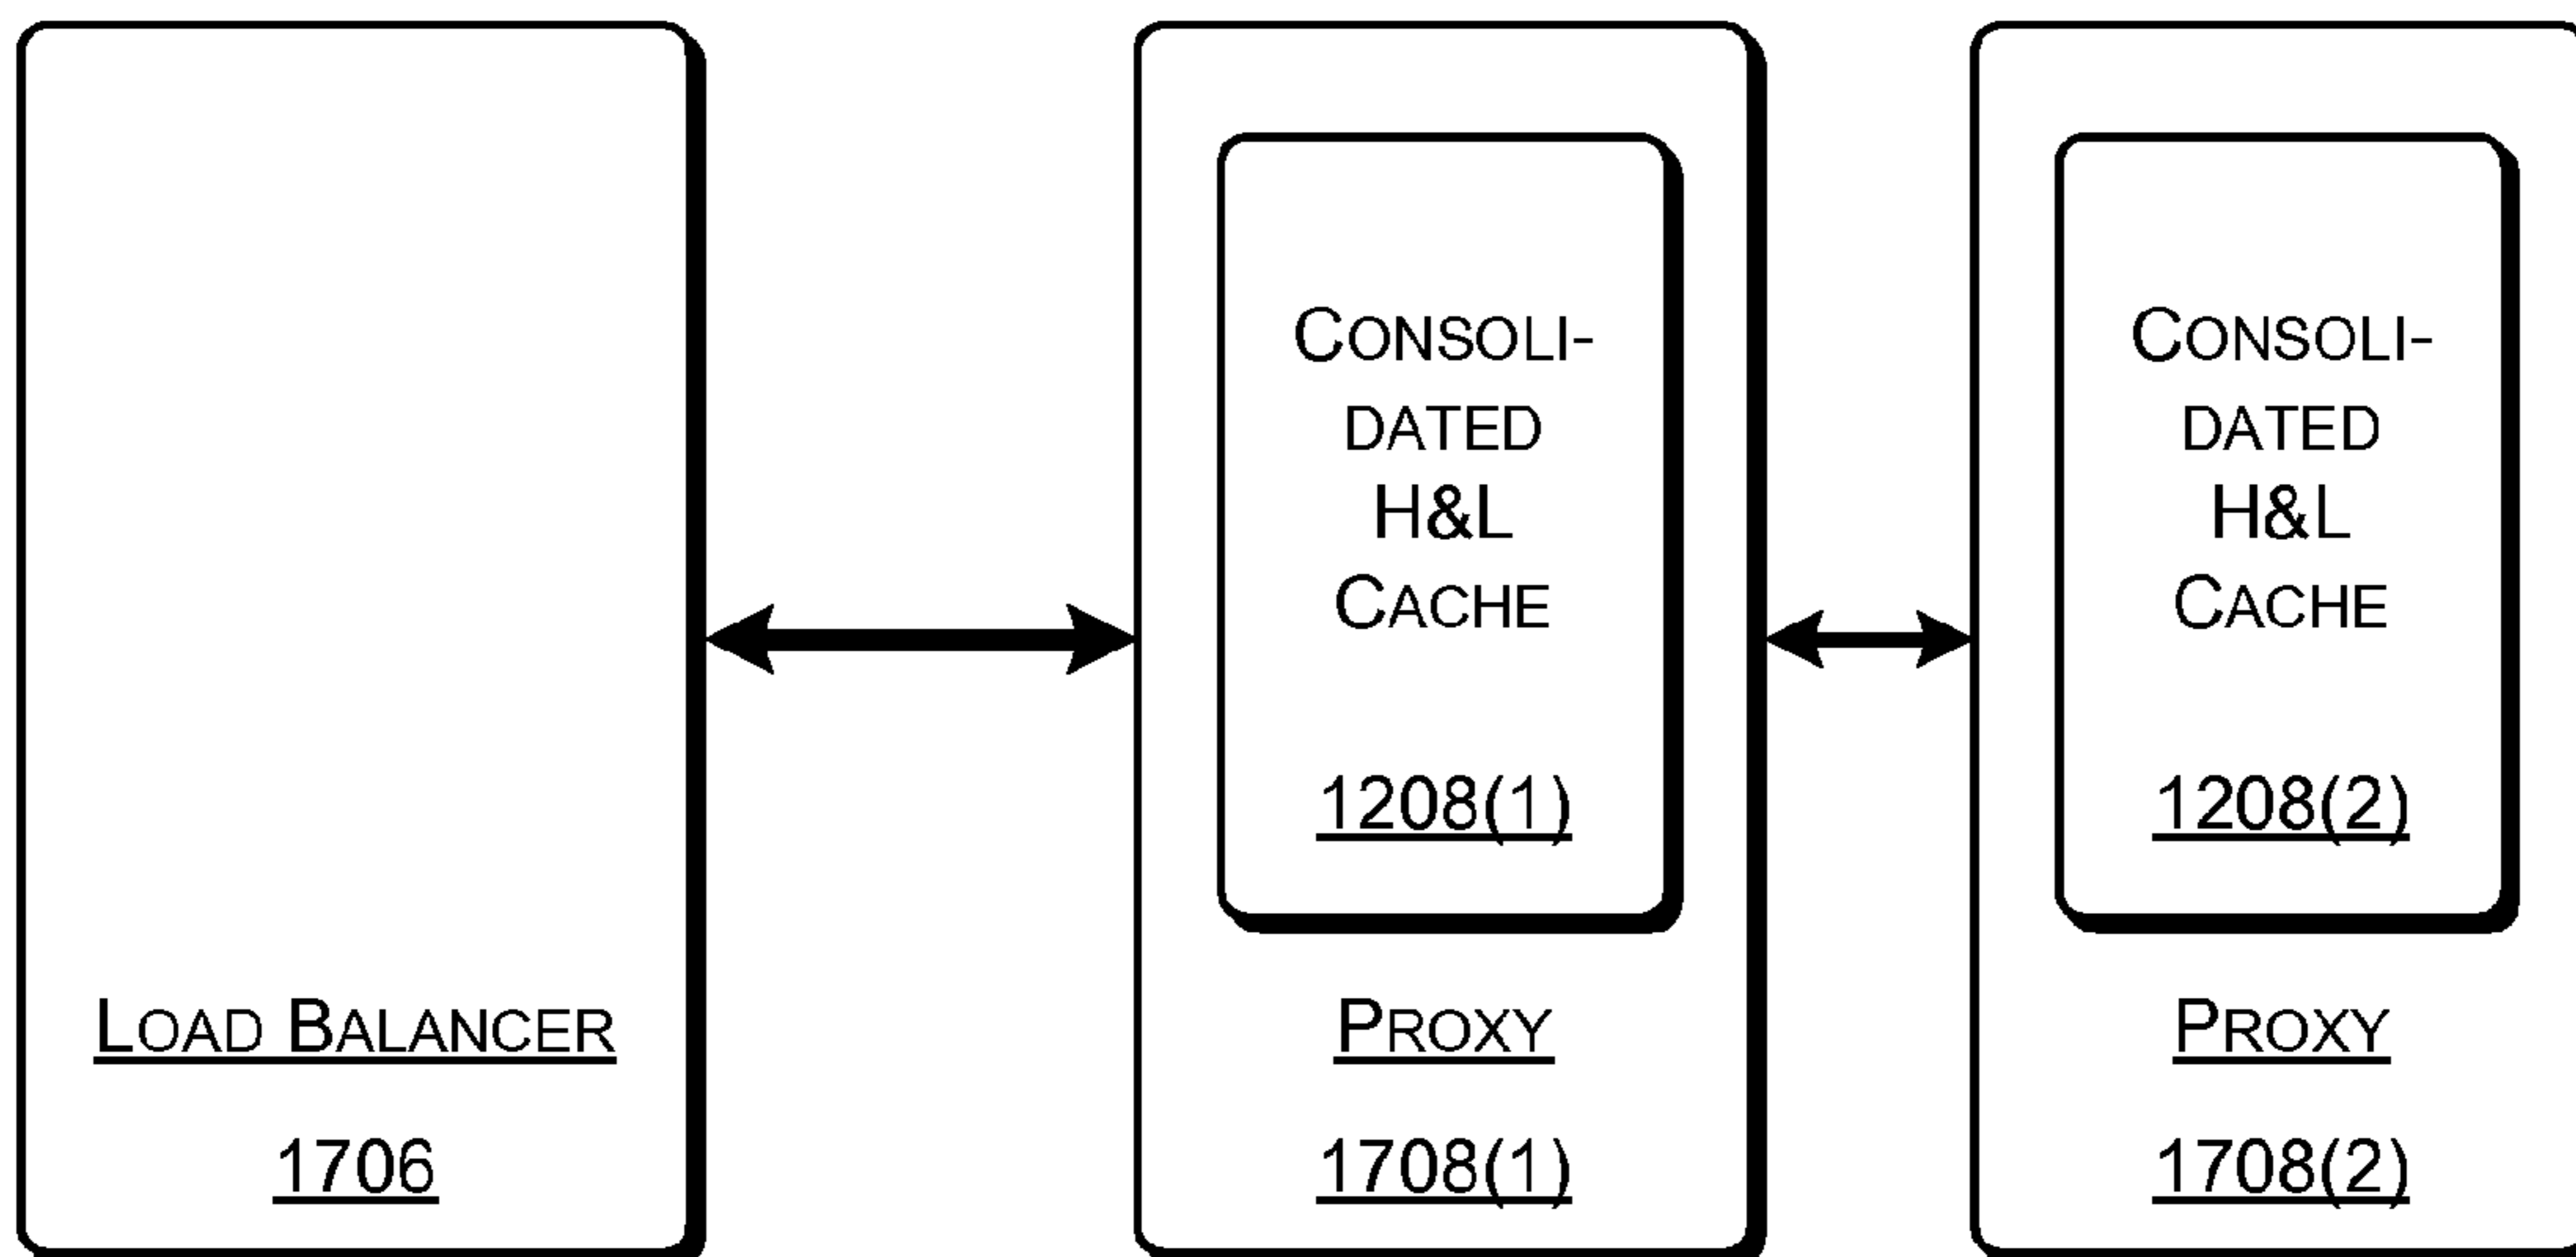 CONSOLI-
DATED
H&L
CACHE
1208(1)
CONSOLI-
DATED
H&L
CACHE
1208(2)
LOAD BALANCER
1706
PROXY
1708(1)
PROXY
1708(2)